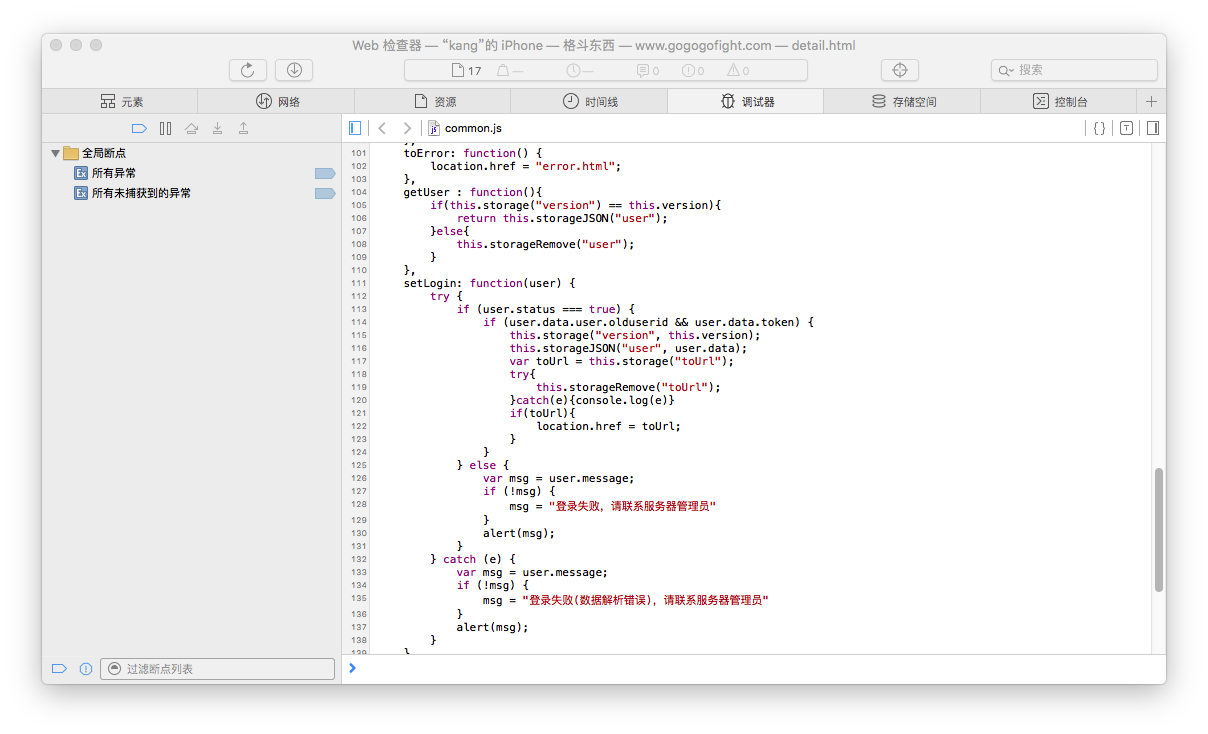 Web 检查器 — “kang”的 iPhone — 格斗东西 — www.gogogofight.com — detail.html
17 — — 0 0 0
搜索
元素 网络 资源 时间线 调试器 存储空间 控制台
common.js
全局断点
Ex 所有异常
Ex 所有未捕获到的异常
101 toError: function() {
102 location.href = "error.html";
103 },
104 getUser : function(){
105 if(this.storage("version") == this.version){
106 return this.storageJSON("user");
107 }else{
108 this.storageRemove("user");
109 }
110 },
111 setLogin: function(user) {
112 try {
113 if (user.status === true) {
114 if (user.data.user.olduserid && user.data.token) {
115 this.storage("version", this.version);
116 this.storageJSON("user", user.data);
117 var toUrl = this.storage("toUrl");
118 try{
119 this.storageRemove("toUrl");
120 }catch(e){console.log(e)}
121 if(toUrl){
122 location.href = toUrl;
123 }
124 }
125 } else {
126 var msg = user.message;
127 if (!msg) {
128 msg = "登录失败, 请联系服务器管理员"
129 }
130 alert(msg);
131 }
132 } catch (e) {
133 var msg = user.message;
134 if (!msg) {
135 msg = "登录失败(数据解析错误), 请联系服务器管理员"
136 }
137 alert(msg);
138 }
139 }
过滤断点列表